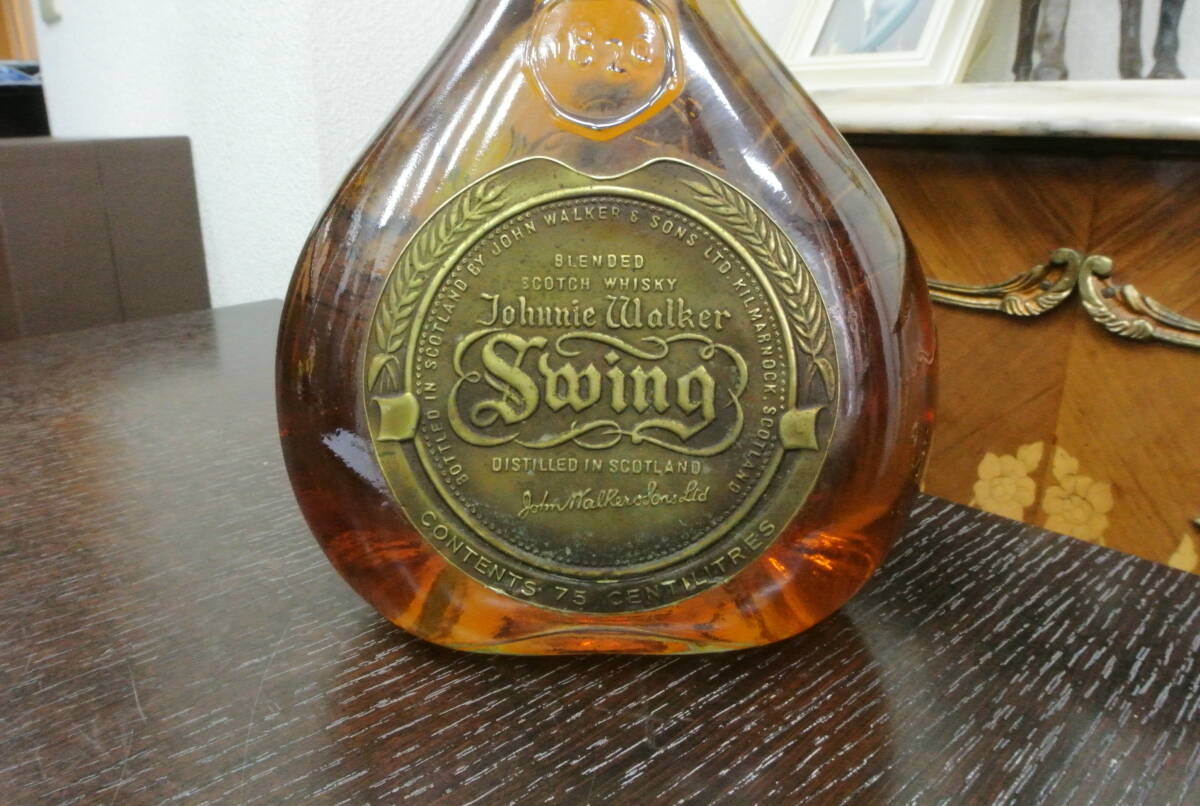 1820
BOTTLED IN SCOTLAND BY JOHN WALKER & SONS LTD. KILMARNOCK, SCOTLAND
BLENDED
SCOTCH WHISKY
Johnnie Walker
Swing
DISTILLED IN SCOTLAND
John Walker & Sons Ltd
CONTENTS 75 CENTILITRES